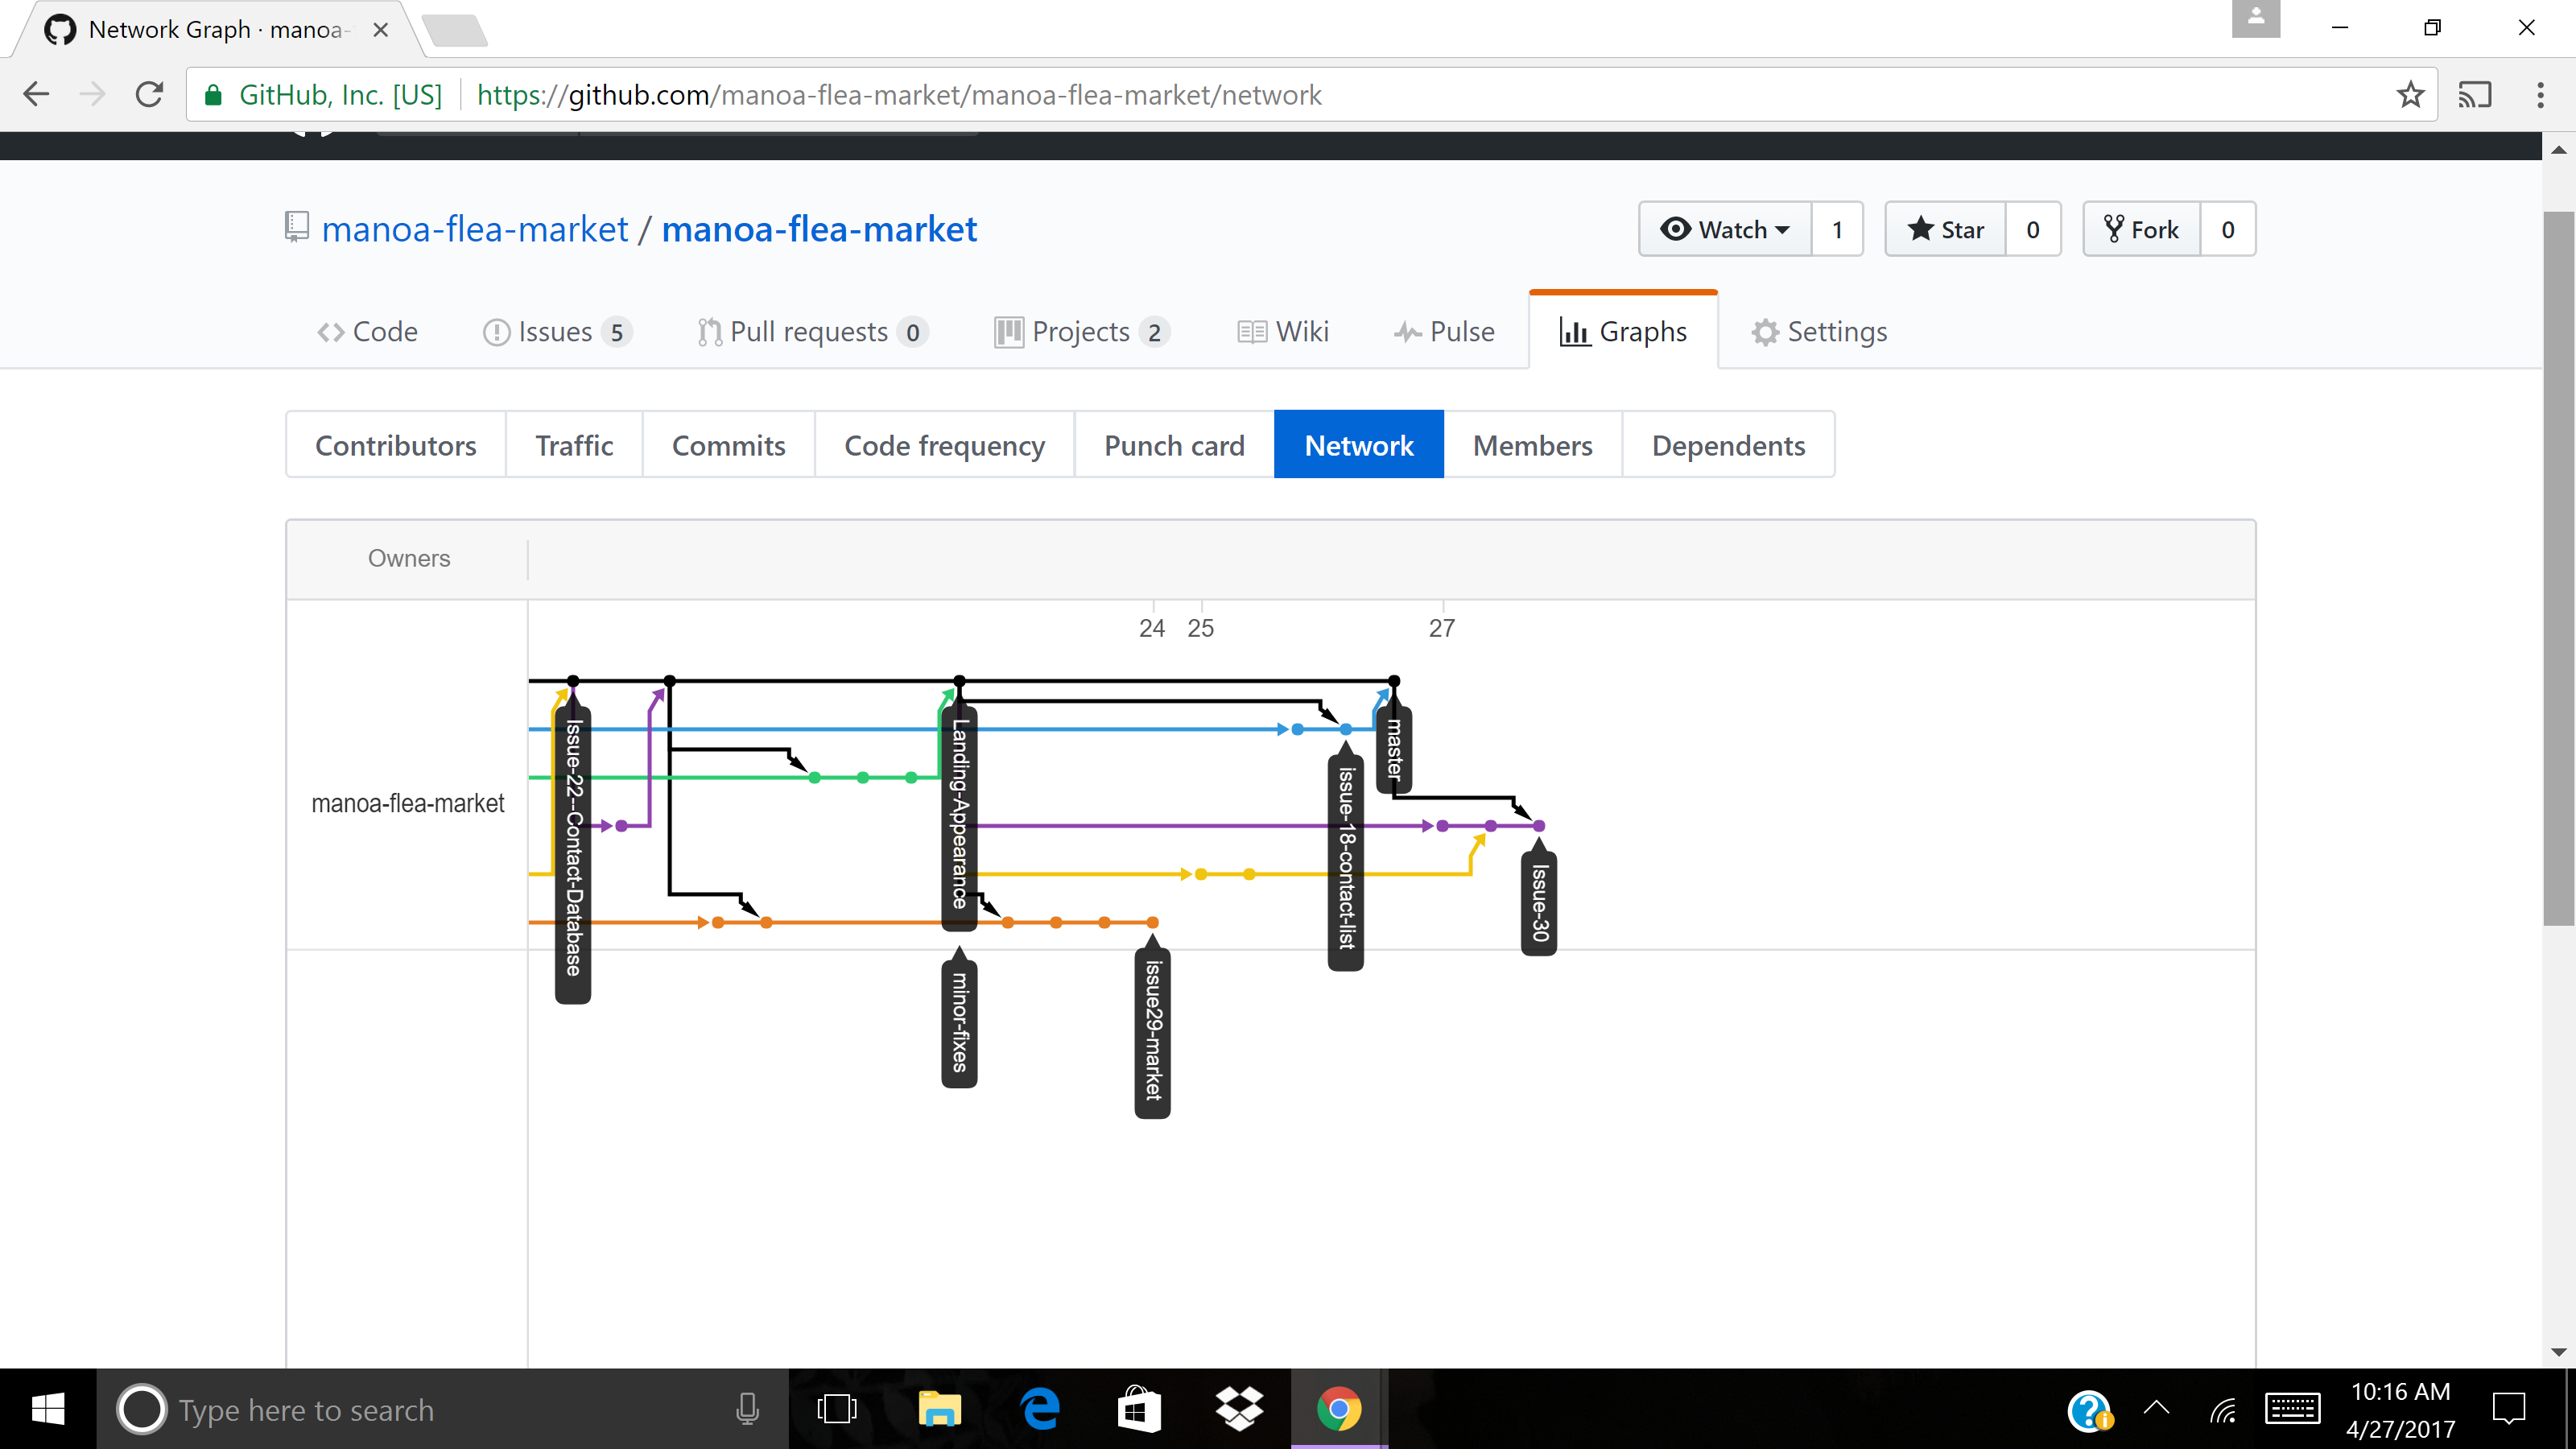 Network Graph · manoa-
GitHub, Inc. [US]
https://github.com/manoa-flea-market/manoa-flea-market/network
manoa-flea-market / manoa-flea-market
Watch 1
Star 0
Fork 0
Code
Issues 5
Pull requests 0
Projects 2
Wiki
Pulse
Graphs
Settings
Contributors
Traffic
Commits
Code frequency
Punch card
Network
Members
Dependents
Owners
24 25 27
manoa-flea-market
Issue-22--Contact-Database
Landing-Appearance
minor-fixes
issue29-market
issue-18-contact-list
master
Issue-30
Type here to search
10:16 AM
4/27/2017